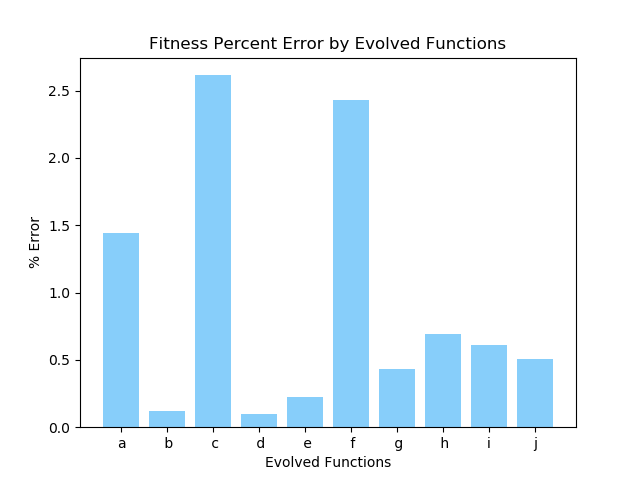 Fitness Percent Error by Evolved Functions
% Error
2.5
2.0
1.5
1.0
0.5
0.0
a b c d e f g h i j
Evolved Functions